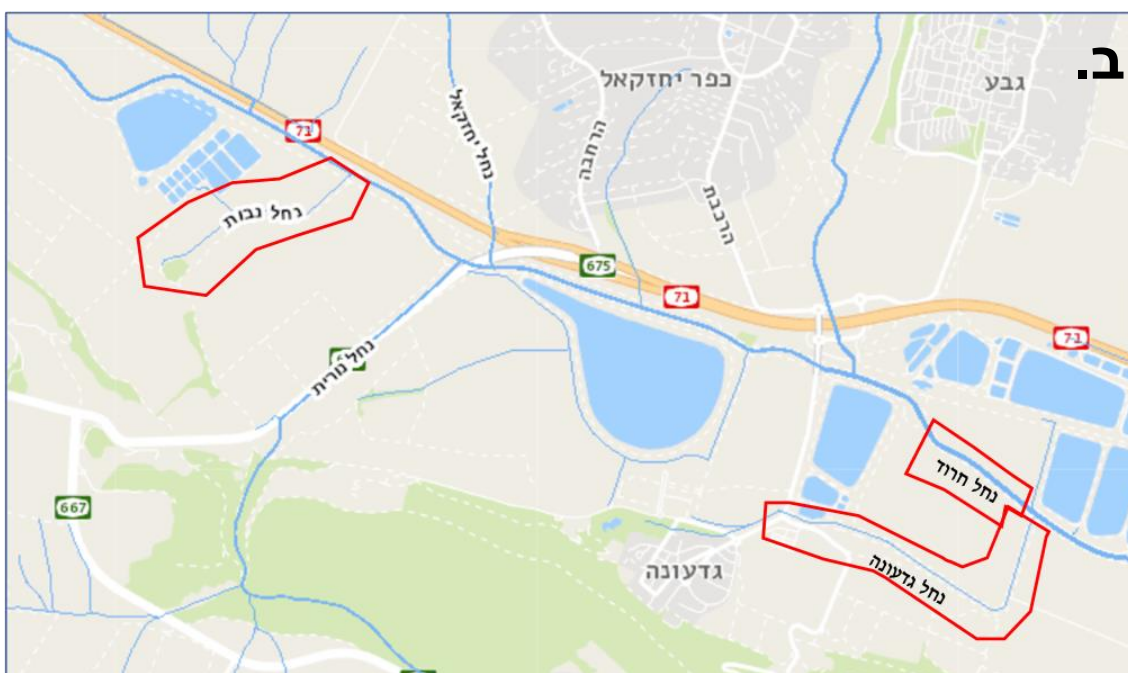 ב.
גבע
כפר יחזקאל
הרחבה
הרכבת
נחל יחזקאל
71
נחל נבות
675
71
71
נחל נורית
667
נחל חרוד
נחל גדעונה
גדעונה